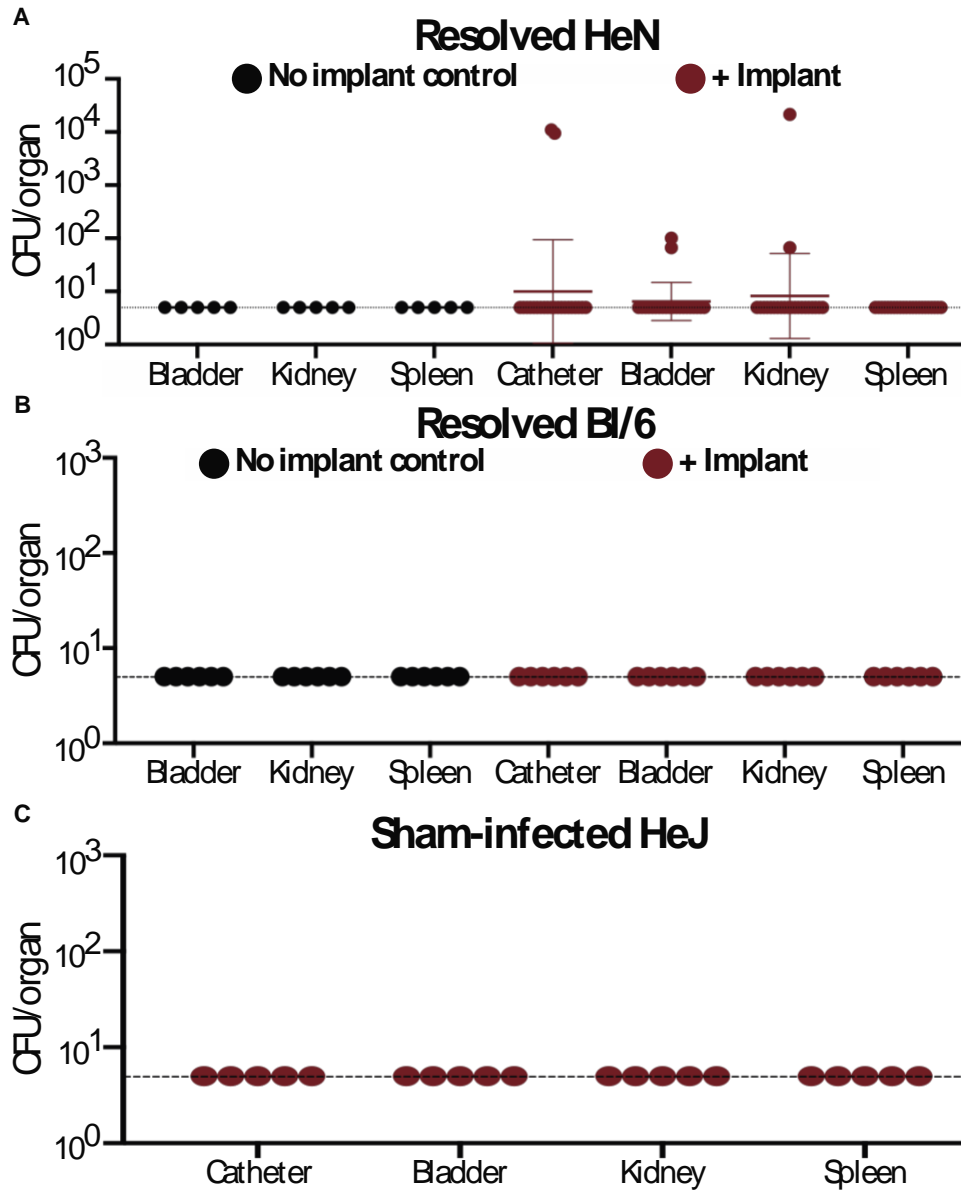 A
Resolved HeN
No implant control + Implant
10^5
10^4
10^3
10^2
10^1
10^0
CFU/organ
Bladder Kidney Spleen Catheter Bladder Kidney Spleen
B
Resolved Bl/6
No implant control + Implant
10^3
10^2
10^1
10^0
CFU/organ
Bladder Kidney Spleen Catheter Bladder Kidney Spleen
C
Sham-infected HeJ
10^3
10^2
10^1
10^0
CFU/organ
Catheter Bladder Kidney Spleen